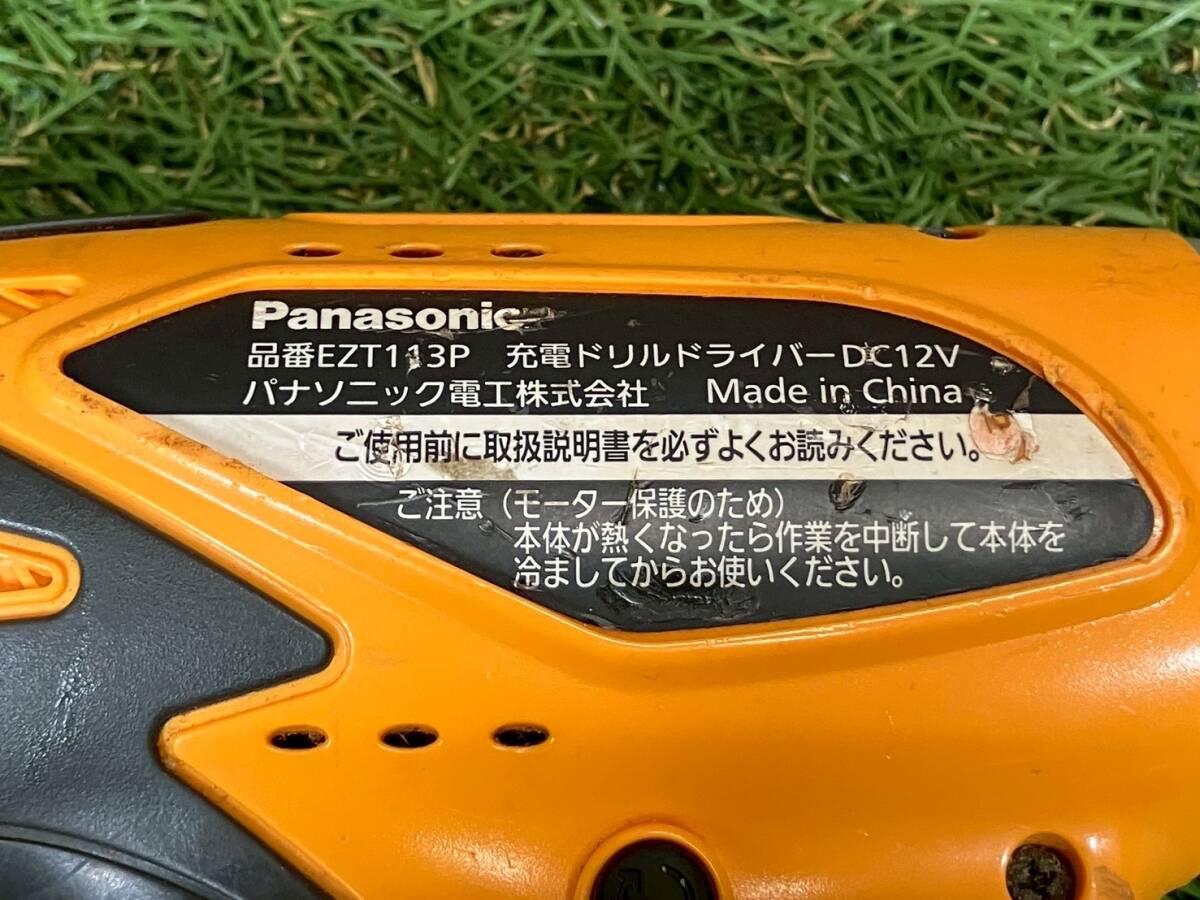 Panasonic
品番EZT113P 充電ドリルドライバーDC12V
パナソニック電工株式会社 Made in China
ご使用前に取扱説明書を必ずよくお読みください。
ご注意（モーター保護のため）
本体が熱くなったら作業を中断して本体を
冷ましてからお使いください。